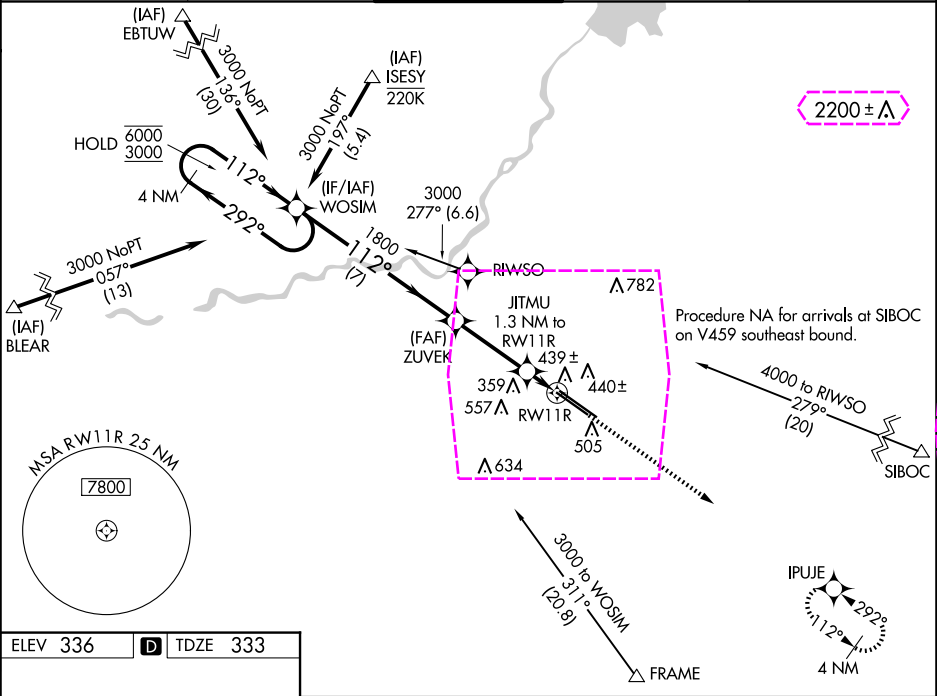 (IAF)
EBTUW
3000 NoPT
136°
(30)
(IAF)
ISESY
220K
3000 NoPT
197°
(5.4)
2200 ±
HOLD 6000
3000
112°
4 NM
292°
(IF/IAF)
WOSIM
3000
277° (6.6)
1800
112°
(7)
RIWSO
3000 NoPT
057°
(13)
(IAF)
BLEAR
782
JITMU
1.3 NM to
RW11R
(FAF)
ZUVEK
439 ±
359
440±
557
RW11R
505
634
Procedure NA for arrivals at SIBOC
on V459 southeast bound.
4000 to RIWSO
279°
(20)
SIBOC
MSA RW11R 25 NM
7800
3000 to WOSIM
311°
(20.8)
FRAME
IPUJE
292°
112°
4 NM
ELEV 336 D TDZE 333